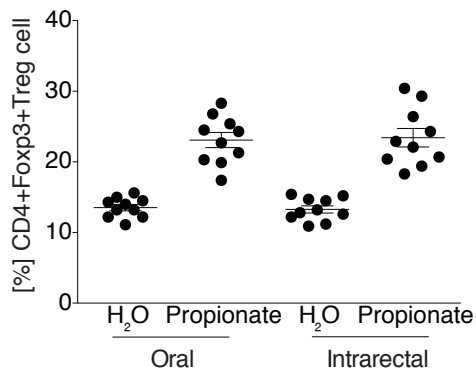 [%] CD4+Foxp3+Treg cell
40
30
20
10
0
H₂O Propionate H₂O Propionate
Oral Intrarectal